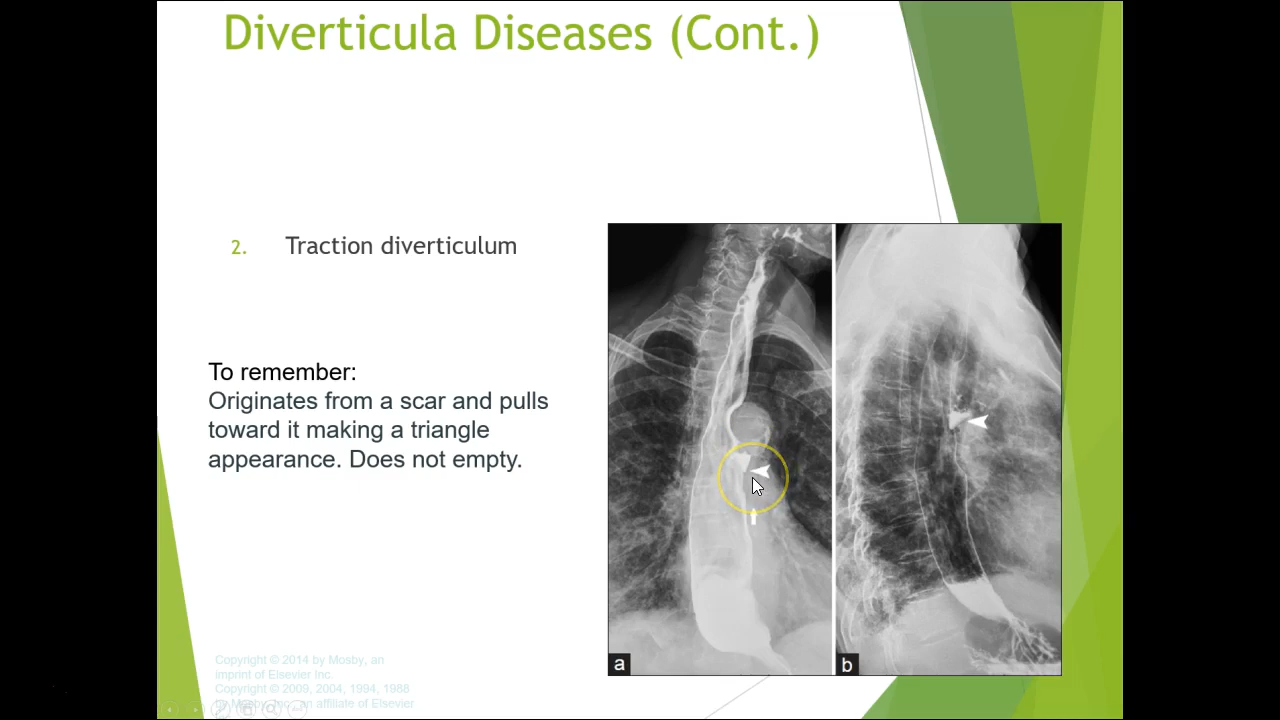 Diverticula Diseases (Cont.)
2. Traction diverticulum
To remember:
Originates from a scar and pulls
toward it making a triangle
appearance. Does not empty.
a
b
Copyright © 2014 by Mosby, an
imprint of Elsevier Inc.
Copyright © 2009, 2004, 1994, 1988
by Mosby, Inc., an affiliate of Elsevier